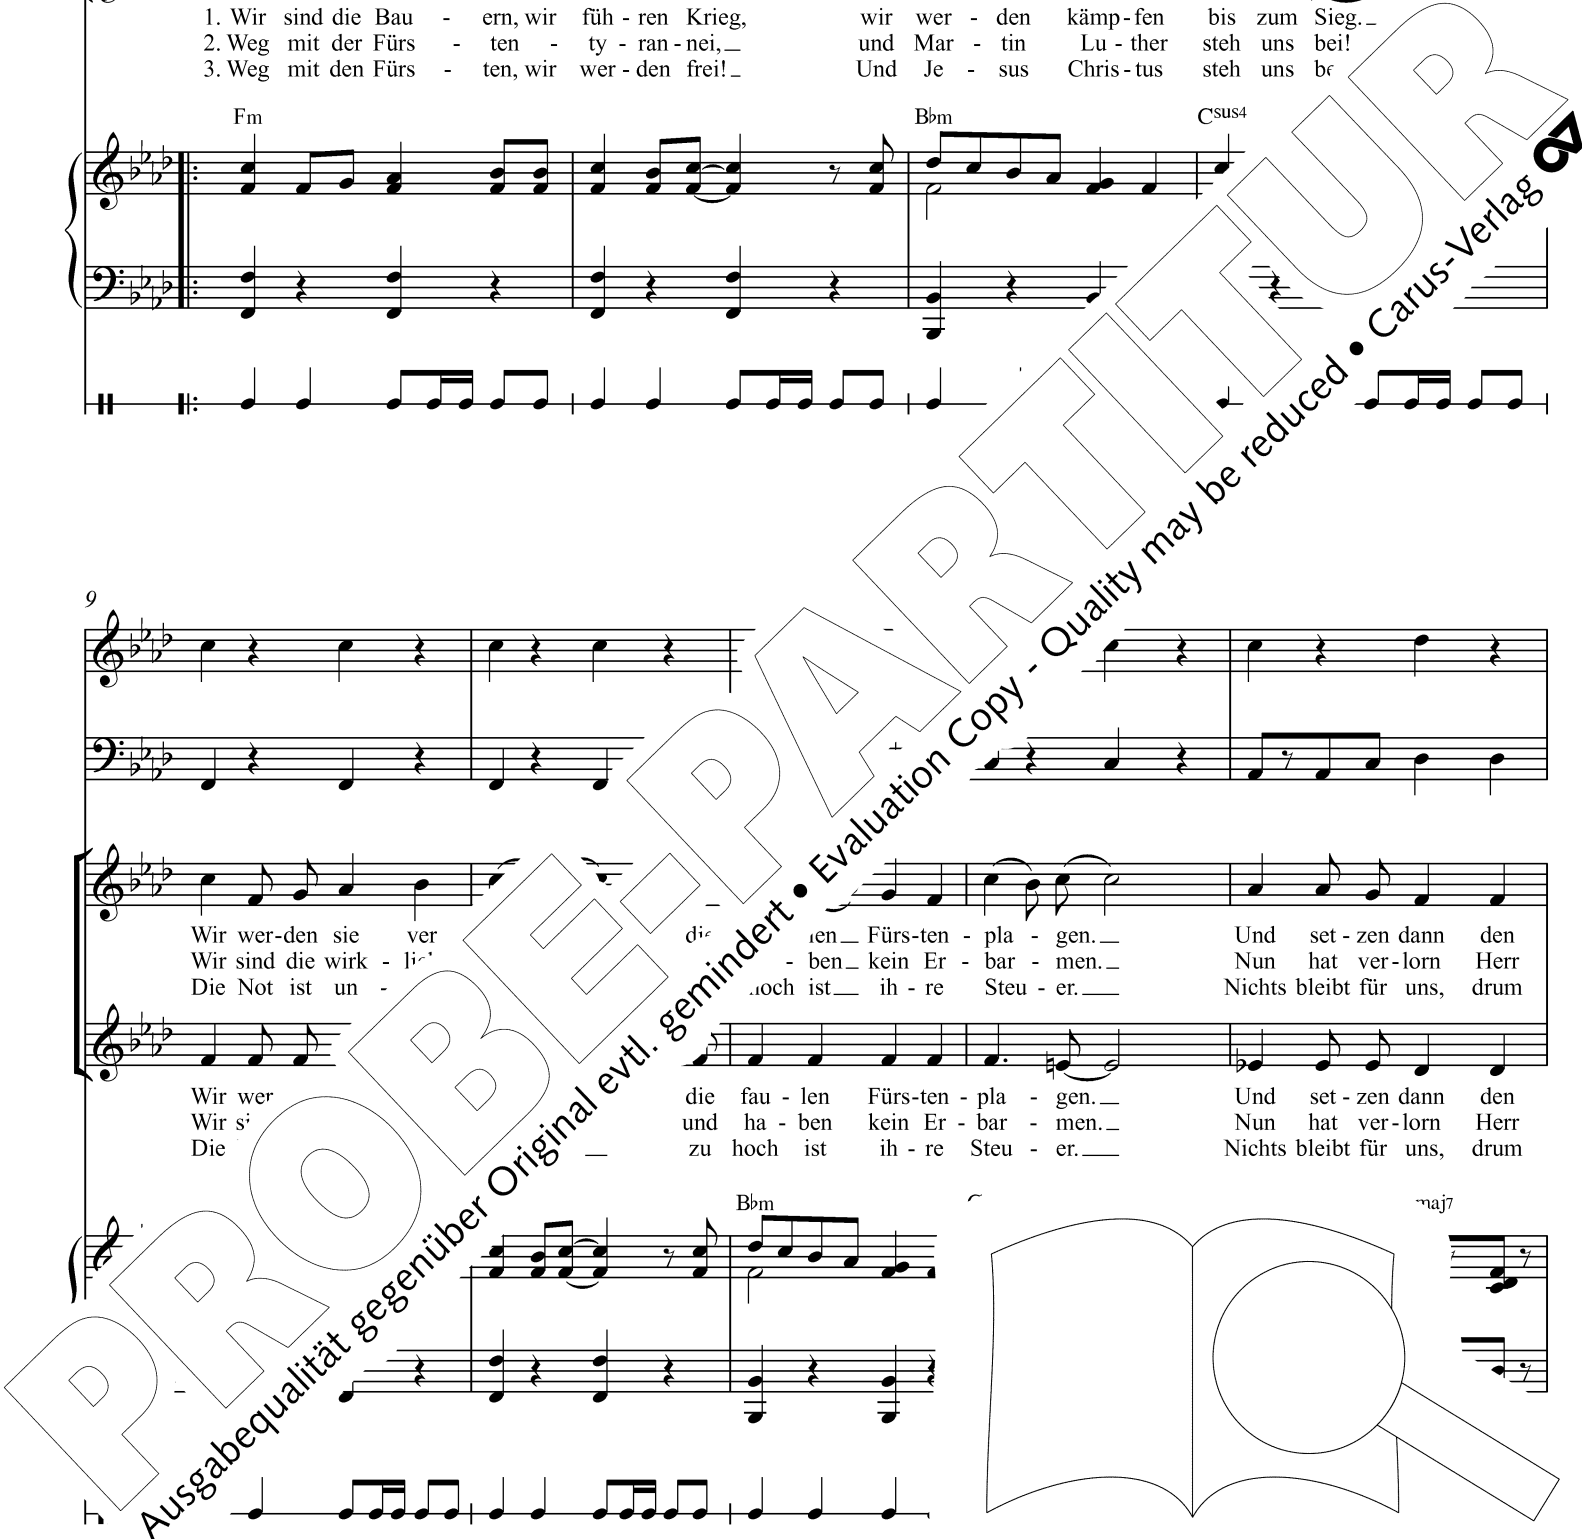 1. Wir sind die Bau - ern, wir füh - ren Krieg, wir wer - den kämp - fen bis zum Sieg.
2. Weg mit der Fürs - ten - ty - ran - nei, und Mar - tin Lu - ther steh uns bei!
3. Weg mit den Fürs - ten, wir wer - den frei! Und Je - sus Chris - tus steh uns
Fm B♭m Csus4
9
Wir wer - den sie ver Fürs - ten - pla - gen. Und set - zen dann den
Wir sind die wirk - - ben kein Er - bar - men. Nun hat ver - lorn Herr
Die Not ist un - ist ih - re Steu - er. Nichts bleibt für uns, drum
Wir die fau - len Fürs - ten - pla - gen. Und set - zen dann den
Wir und ha - ben kein Er - bar - men. Nun hat ver - lorn Herr
Die zu hoch ist ih - re Steu - er. Nichts bleibt für uns, drum
B♭m maj7
PROBE-PARTITUR
Ausgabequalität gegenüber Original evtl. gemindert • Evaluation Copy - Quality may be reduced • Carus-Verlag